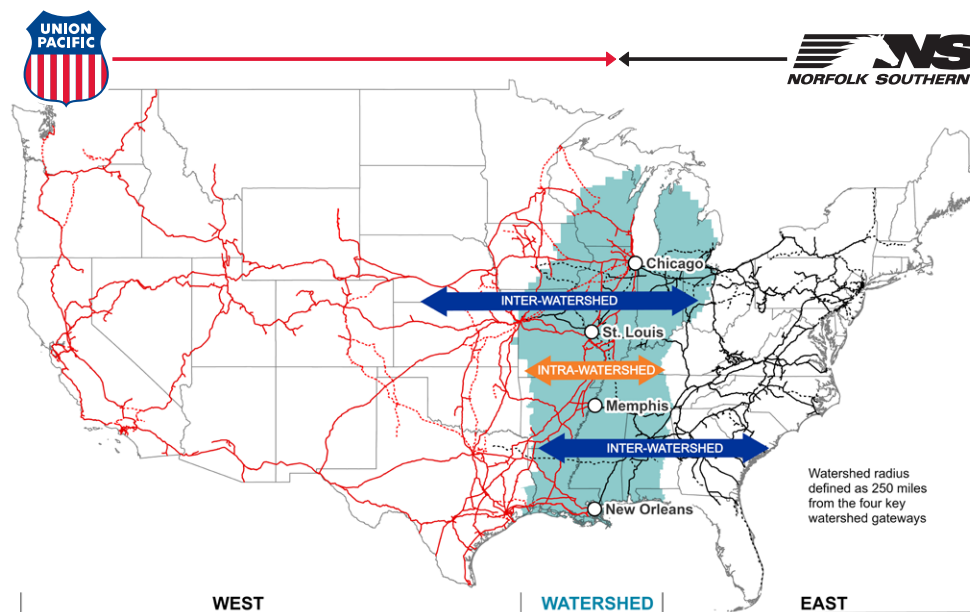 UNION
PACIFIC
NS
NORFOLK SOUTHERN
Chicago
INTER-WATERSHED
St. Louis
INTRA-WATERSHED
Memphis
INTER-WATERSHED
Watershed radius
defined as 250 miles
from the four key
watershed gateways
New Orleans
WEST
WATERSHED
EAST